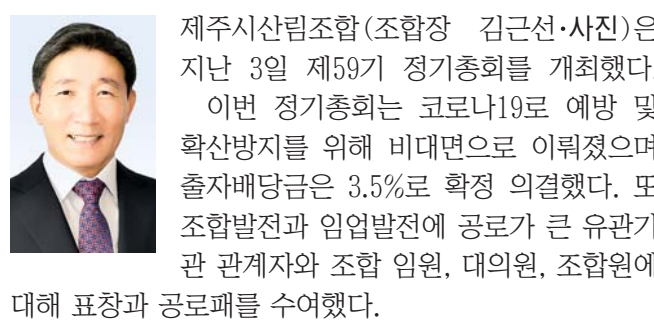 제주시산림조합(조합장 김근선·사진)은
지난 3일 제59기 정기총회를 개최했다.
이번 정기총회는 코로나19로 예방 및
확산방지를 위해 비대면으로 이뤄졌으며
출자배당금은 3.5%로 확정 의결했다. 또
조합발전과 임업발전에 공로가 큰 유관기
관 관계자와 조합 임원, 대의원, 조합원에
대해 표창과 공로패를 수여했다.